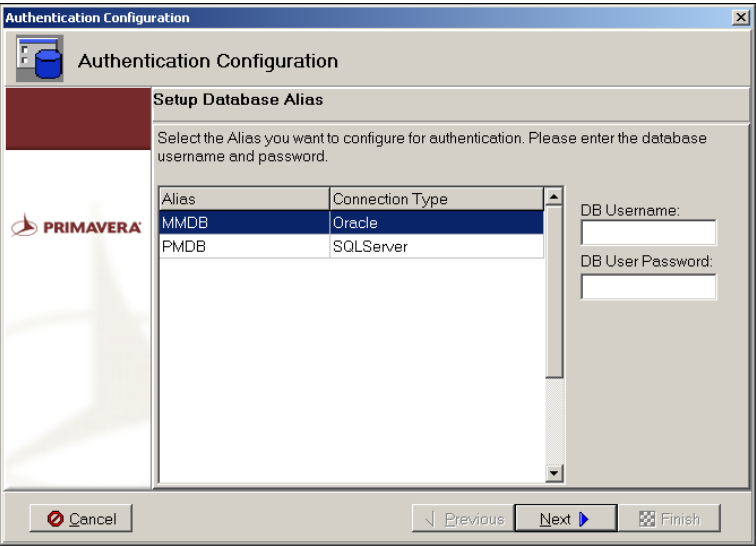 Authentication Configuration
Authentication Configuration
Setup Database Alias
Select the Alias you want to configure for authentication. Please enter the database
username and password.
Alias Connection Type
MMDB Oracle
PMDB SQLServer
DB Username:
DB User Password:
PRIMAVERA
Cancel Previous Next Finish